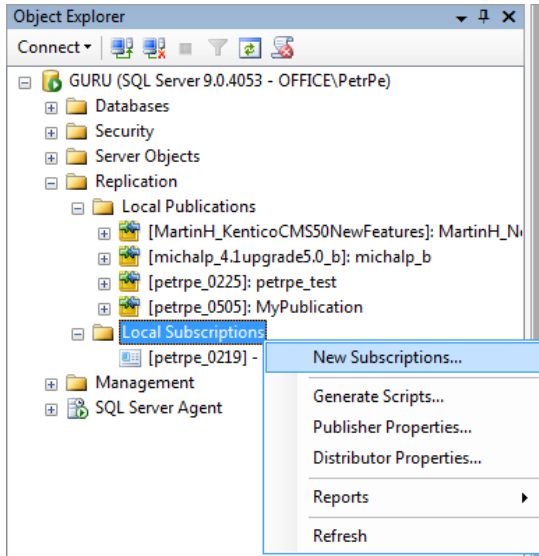 Object Explorer
Connect
GURU (SQL Server 9.0.4053 - OFFICE\PetrPe)
Databases
Security
Server Objects
Replication
Local Publications
[MartinH_KenticoCMS50NewFeatures]: MartinH_Ne
[michalp_4.1upgrade5.0_b]: michalp_b
[petrpe_0225]: petrpe_test
[petrpe_0505]: MyPublication
Local Subscriptions
[petrpe_0219] -
New Subscriptions...
Management
Generate Scripts...
SQL Server Agent
Publisher Properties...
Distributor Properties...
Reports
Refresh